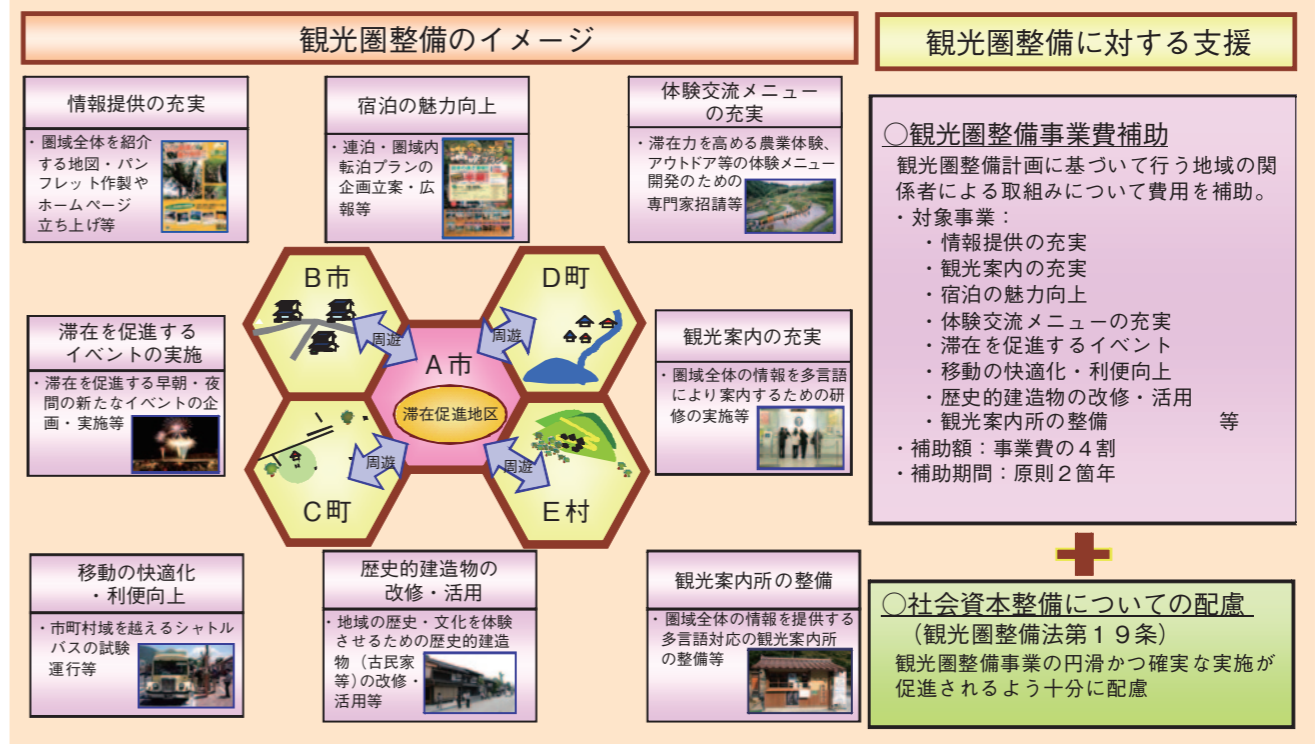 観光圏整備のイメージ
観光圏整備に対する支援
情報提供の充実
・圏域全体を紹介
する地図・パン
フレット作製や
ホームページ
立ち上げ等
宿泊の魅力向上
・連泊・圏域内
転泊プランの
企画立案・広
報等
体験交流メニュー
の充実
・滞在力を高める農業体験、
アウトドア等の体験メニュー
開発のための
専門家招請等
滞在を促進する
イベントの実施
・滞在を促進する早朝・夜
間の新たなイベントの企
画・実施等
B市
D町
周遊
周遊
A市
滞在促進地区
周遊
周遊
C町
E村
観光案内の充実
・圏域全体の情報を多言語
により案内するための研
修の実施等
移動の快適化
・利便向上
・市町村域を越えるシャトル
バスの試験
運行等
歴史的建造物の
改修・活用
・地域の歴史・文化を体験
させるための歴史的建造
物(古民家
等)の改修・
活用等
観光案内所の整備
・圏域全体の情報を提供する
多言語対応の観光案内所
の整備等
○観光圏整備事業費補助
観光圏整備計画に基づいて行う地域の関
係者による取組みについて費用を補助。
・対象事業：
・情報提供の充実
・観光案内の充実
・宿泊の魅力向上
・体験交流メニューの充実
・滞在を促進するイベント
・移動の快適化・利便向上
・歴史的建造物の改修・活用
・観光案内所の整備 等
・補助額：事業費の４割
・補助期間：原則２箇年
○社会資本整備についての配慮
（観光圏整備法第１９条）
観光圏整備事業の円滑かつ確実な実施が
促進されるよう十分に配慮